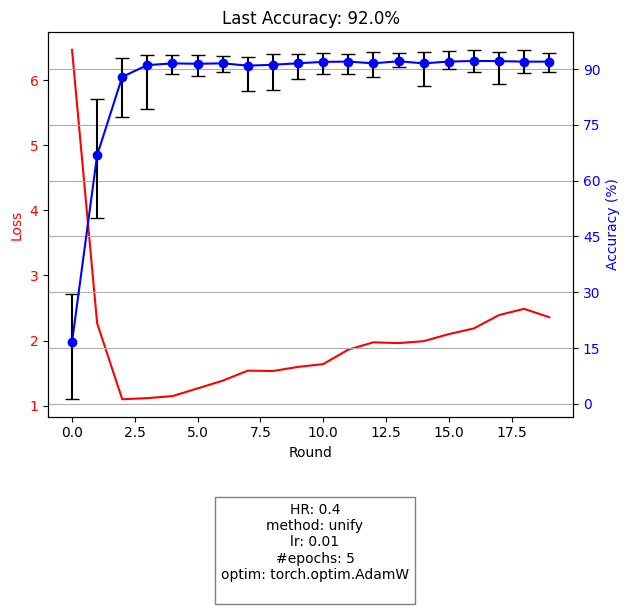 Last Accuracy: 92.0%
Loss
6
5
4
3
2
1
90
75
60
45
30
15
0
Accuracy (%)
0.0 2.5 5.0 7.5 10.0 12.5 15.0 17.5
Round
HR: 0.4
method: unify
lr: 0.01
#epochs: 5
optim: torch.optim.AdamW